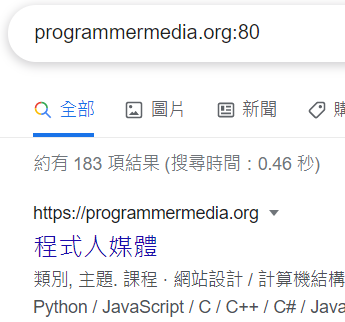 programmermedia.org:80
全部 圖片 新聞
約有 183 項結果 (搜尋時間：0.46 秒)
https://programmermedia.org
程式人媒體
類別, 主題. 課程 · 網站設計 / 計算機結構
Python / JavaScript / C / C++ / C# / Java